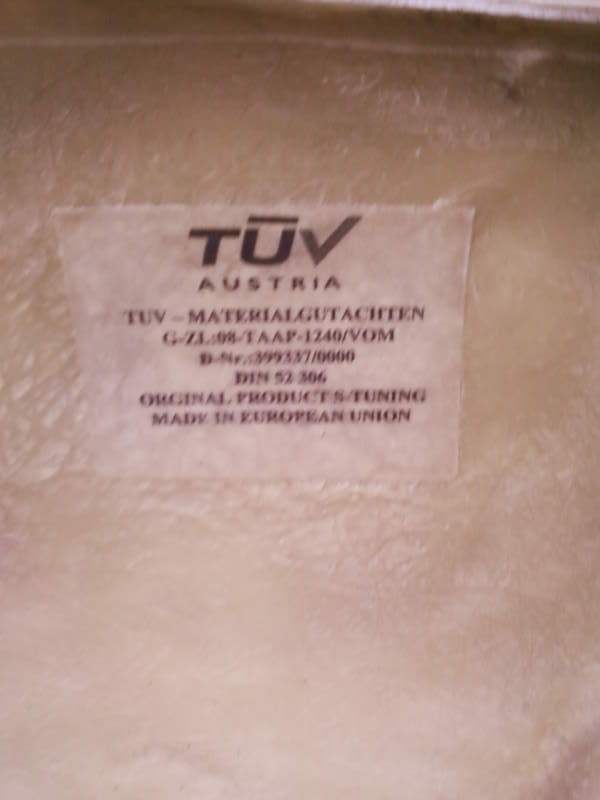 TÜV
AUSTRIA
TUV – MATERIALGUTACHTEN
G-ZL:08-TAAP-1240/VOM
D-Nr.:399337/0000
DIN 52 306
ORGINAL PRODUCT S-TUNING
MADE IN EUROPEAN UNION